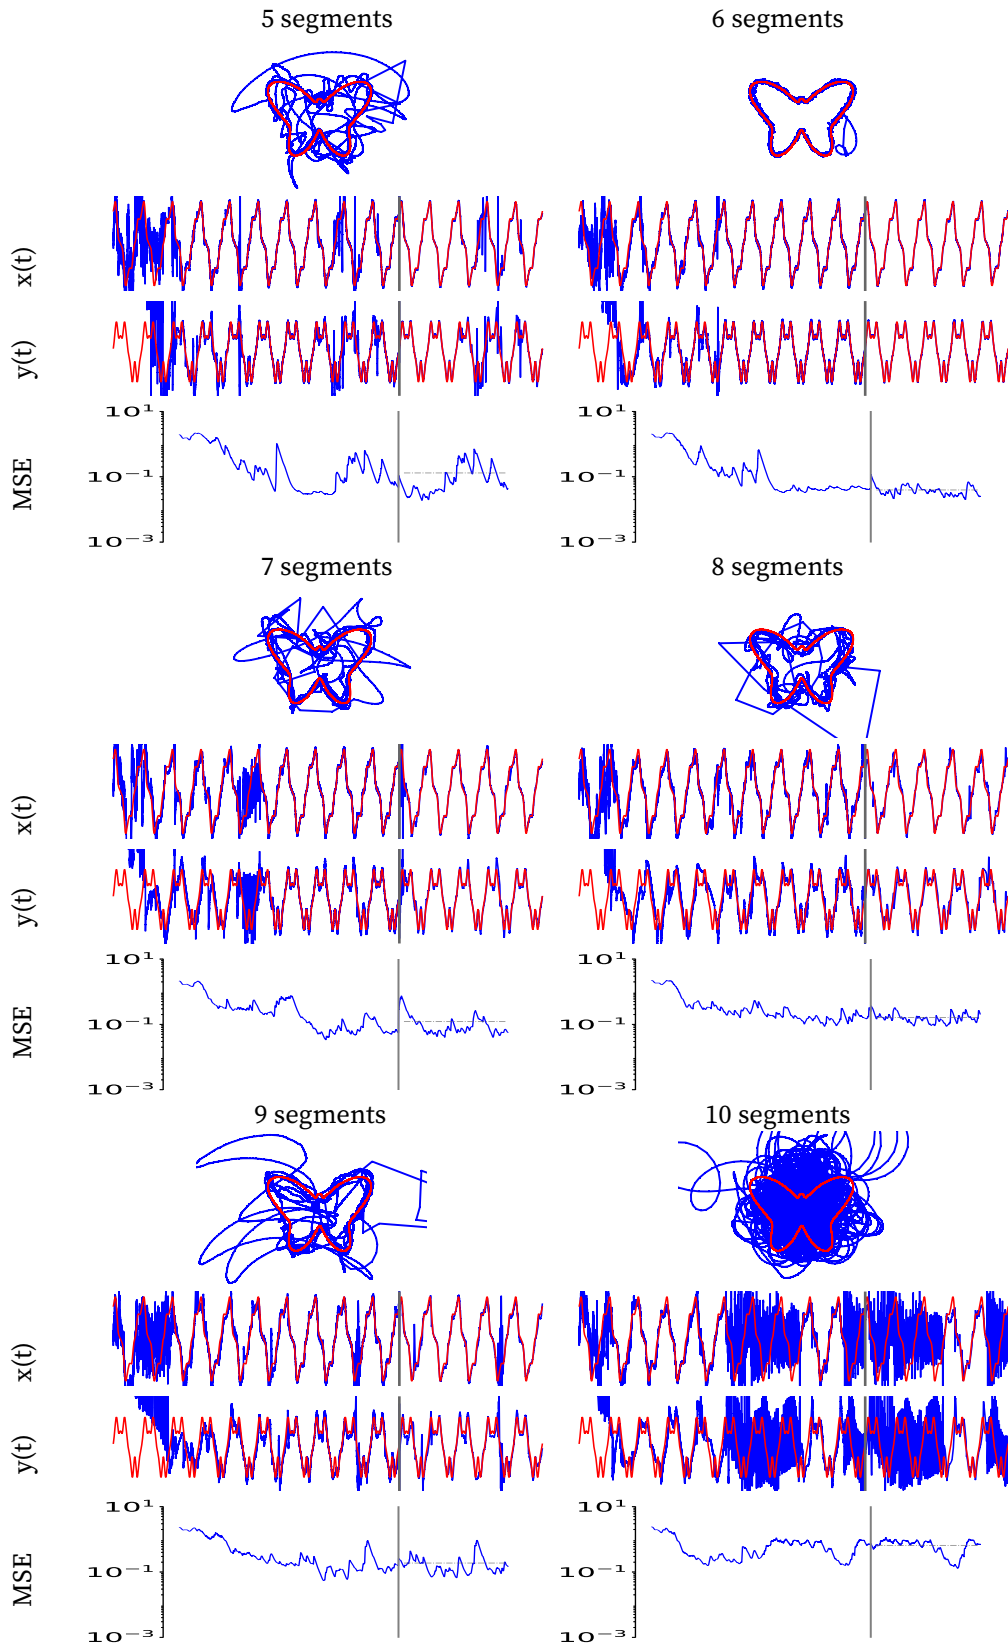 5 segments
6 segments
x(t)
y(t)
MSE
10¹
10⁻¹
10⁻³
10¹
10⁻¹
10⁻³
7 segments
8 segments
x(t)
y(t)
MSE
10¹
10⁻¹
10⁻³
10¹
10⁻¹
10⁻³
9 segments
10 segments
x(t)
y(t)
MSE
10¹
10⁻¹
10⁻³
10¹
10⁻¹
10⁻³